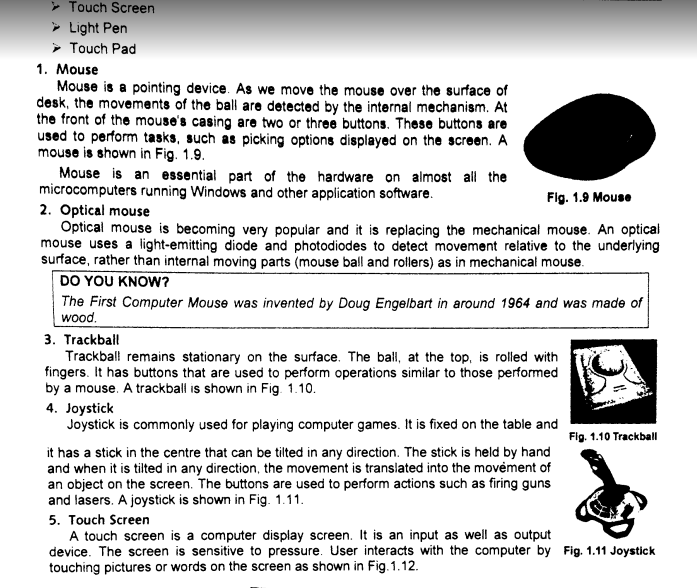 ➢ Touch Screen
➢ Light Pen
➢ Touch Pad
1. Mouse
Mouse is a pointing device. As we move the mouse over the surface of
desk, the movements of the ball are detected by the internal mechanism. At
the front of the mouse's casing are two or three buttons. These buttons are
used to perform tasks, such as picking options displayed on the screen. A
mouse is shown in Fig. 1.9.
Mouse is an essential part of the hardware on almost all the
microcomputers running Windows and other application software.
Fig. 1.9 Mouse
2. Optical mouse
Optical mouse is becoming very popular and it is replacing the mechanical mouse. An optical
mouse uses a light-emitting diode and photodiodes to detect movement relative to the underlying
surface, rather than internal moving parts (mouse ball and rollers) as in mechanical mouse.
DO YOU KNOW?
The First Computer Mouse was invented by Doug Engelbart in around 1964 and was made of
wood.
3. Trackball
Trackball remains stationary on the surface. The ball, at the top, is rolled with
fingers. It has buttons that are used to perform operations similar to those performed
by a mouse. A trackball is shown in Fig. 1.10.
4. Joystick
Joystick is commonly used for playing computer games. It is fixed on the table and
Fig. 1.10 Trackball
it has a stick in the centre that can be tilted in any direction. The stick is held by hand
and when it is tilted in any direction, the movement is translated into the movement of
an object on the screen. The buttons are used to perform actions such as firing guns
and lasers. A joystick is shown in Fig. 1.11.
5. Touch Screen
A touch screen is a computer display screen. It is an input as well as output
device. The screen is sensitive to pressure. User interacts with the computer by
touching pictures or words on the screen as shown in Fig.1.12.
Fig. 1.11 Joystick